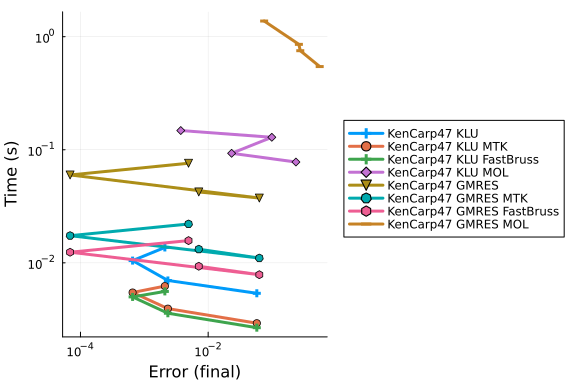 10^0
10^-1
10^-2
10^-4
10^-2
Time (s)
Error (final)
KenCarp47 KLU
KenCarp47 KLU MTK
KenCarp47 KLU FastBruss
KenCarp47 KLU MOL
KenCarp47 GMRES
KenCarp47 GMRES MTK
KenCarp47 GMRES FastBruss
KenCarp47 GMRES MOL